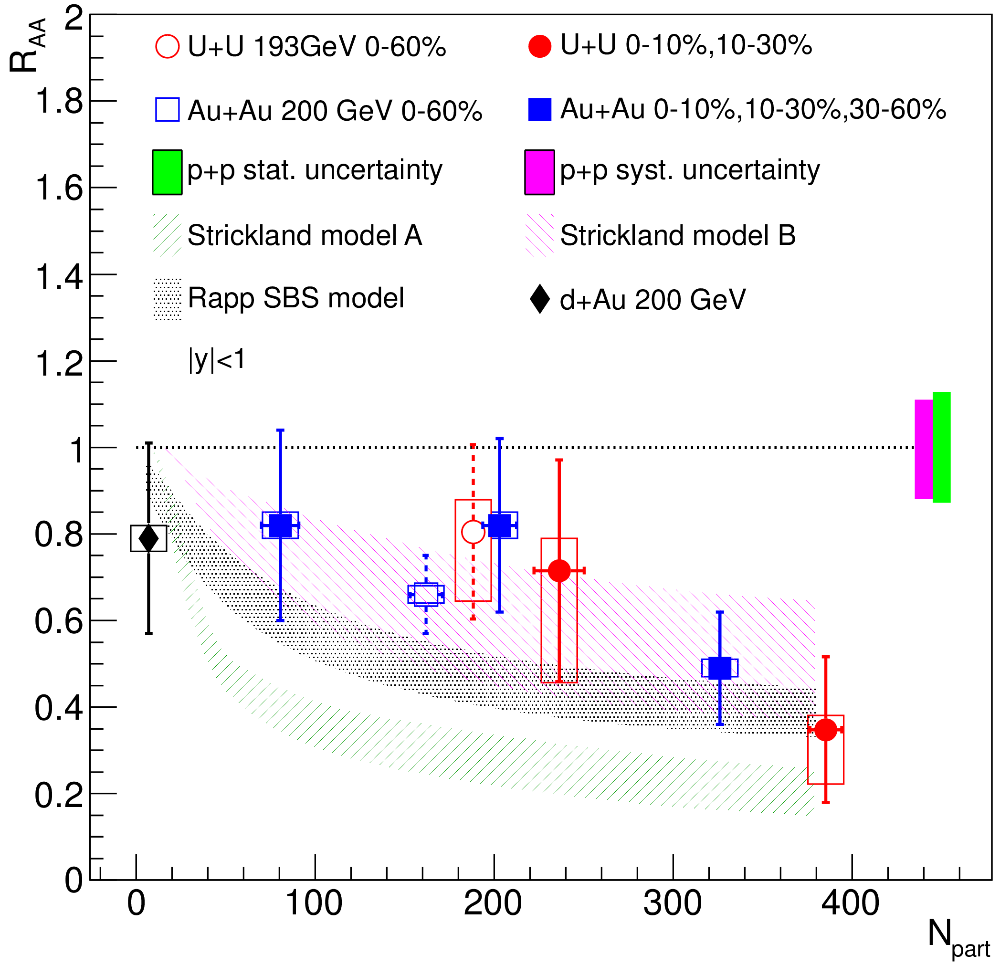 R_AA
2
1.8
1.6
1.4
1.2
1
0.8
0.6
0.4
0.2
0
U+U 193GeV 0-60%
U+U 0-10%,10-30%
Au+Au 200 GeV 0-60%
Au+Au 0-10%,10-30%,30-60%
p+p stat. uncertainty
p+p syst. uncertainty
Strickland model A
Strickland model B
Rapp SBS model
d+Au 200 GeV
|y|<1
0 100 200 300 400
N_part